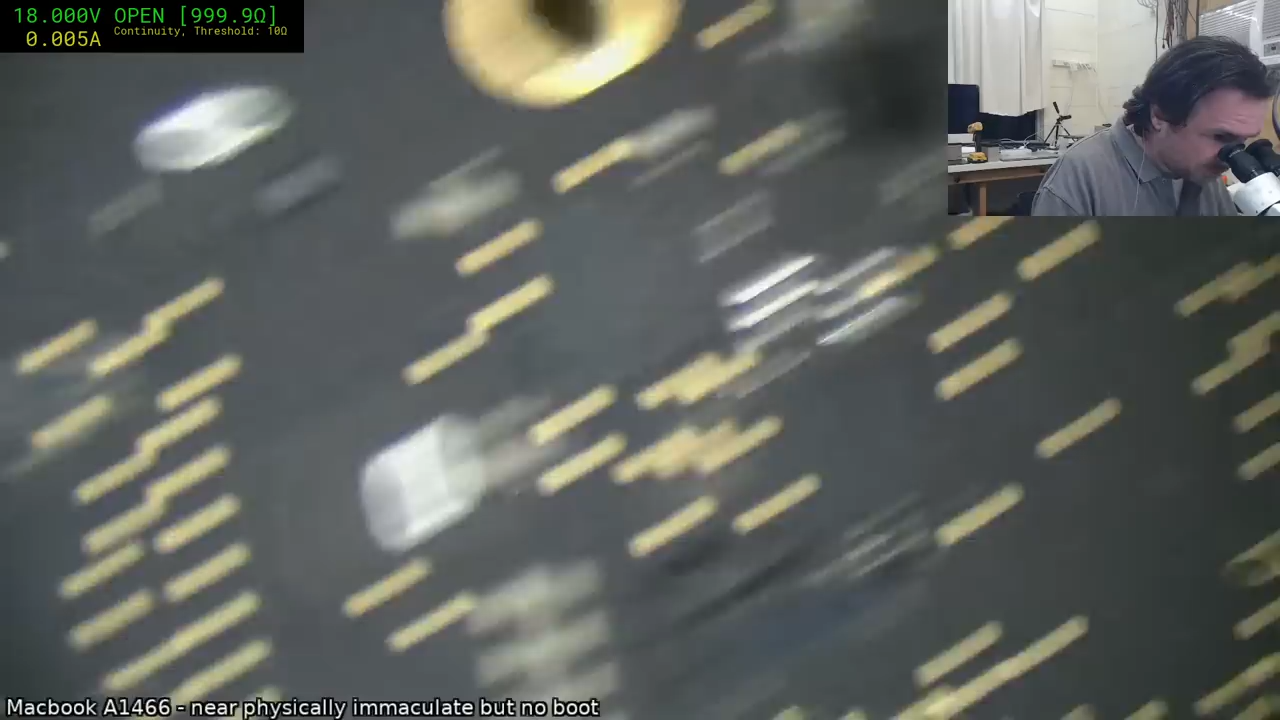 18.000V OPEN [999.9Ω]
0.005A Continuity, Threshold: 10Ω
Macbook A1466 - near physically immaculate but no boot